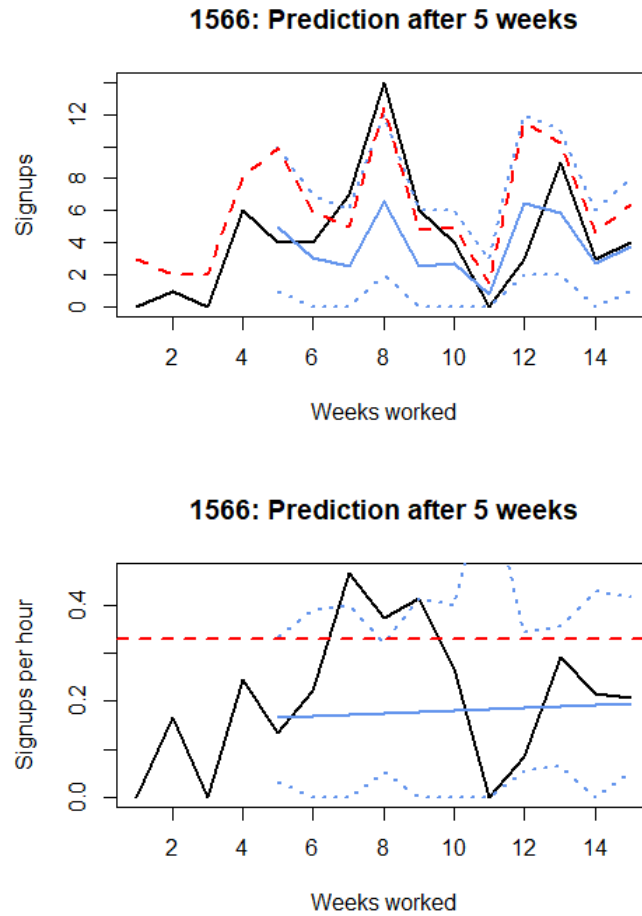 1566: Prediction after 5 weeks
Signups
0 2 4 6 8 12
2 4 6 8 10 12 14
Weeks worked
1566: Prediction after 5 weeks
Signups per hour
0.0 0.2 0.4
2 4 6 8 10 12 14
Weeks worked